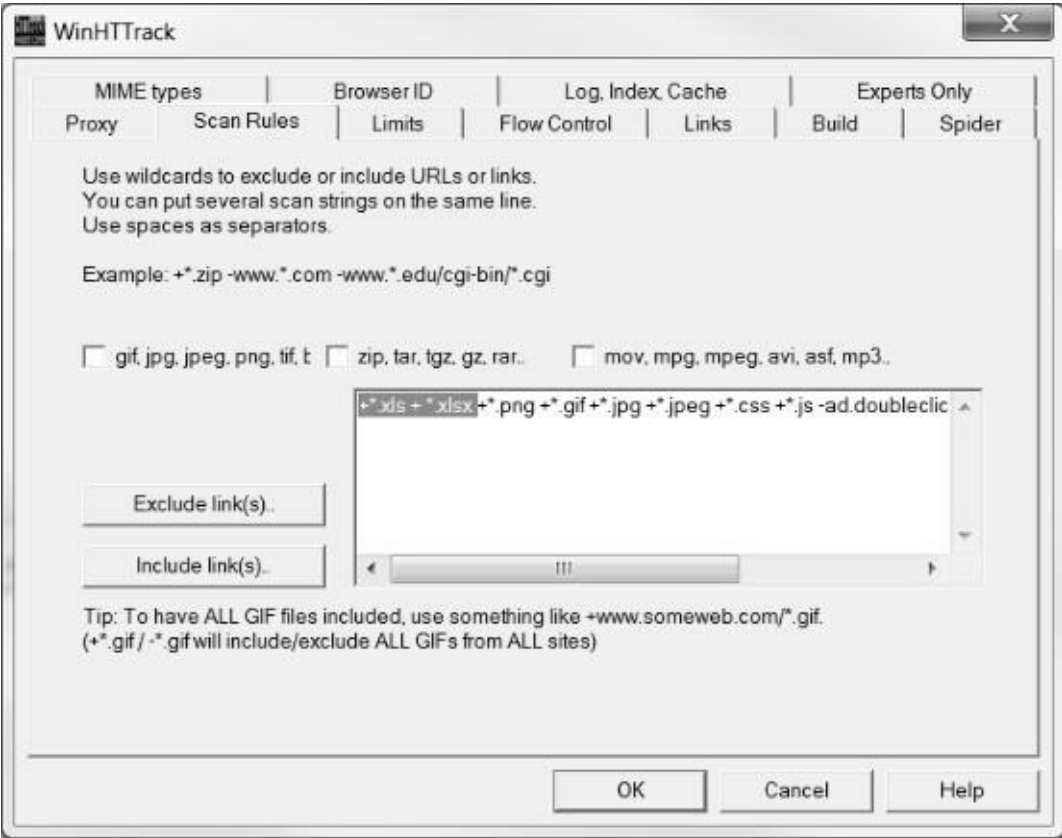 WinHTTrack
MIME types Browser ID Log, Index, Cache Experts Only
Proxy Scan Rules Limits Flow Control Links Build Spider
Use wildcards to exclude or include URLs or links.
You can put several scan strings on the same line.
Use spaces as separators.
Example: +*.zip -www.*.com -www.*.edu/cgi-bin/*.cgi
gif, jpg, jpeg, png, tif, t zip, tar, tgz, gz, rar.. mov, mpg, mpeg, avi, asf, mp3..
+*.xls + *.xlsx +*.png +*.gif +*.jpg +*.jpeg +*.css +*.js -ad.doubleclic
Exclude link(s)..
Include link(s)..
Tip: To have ALL GIF files included, use something like +www.someweb.com/*.gif.
(+*.gif / -*.gif will include/exclude ALL GIFs from ALL sites)
OK Cancel Help